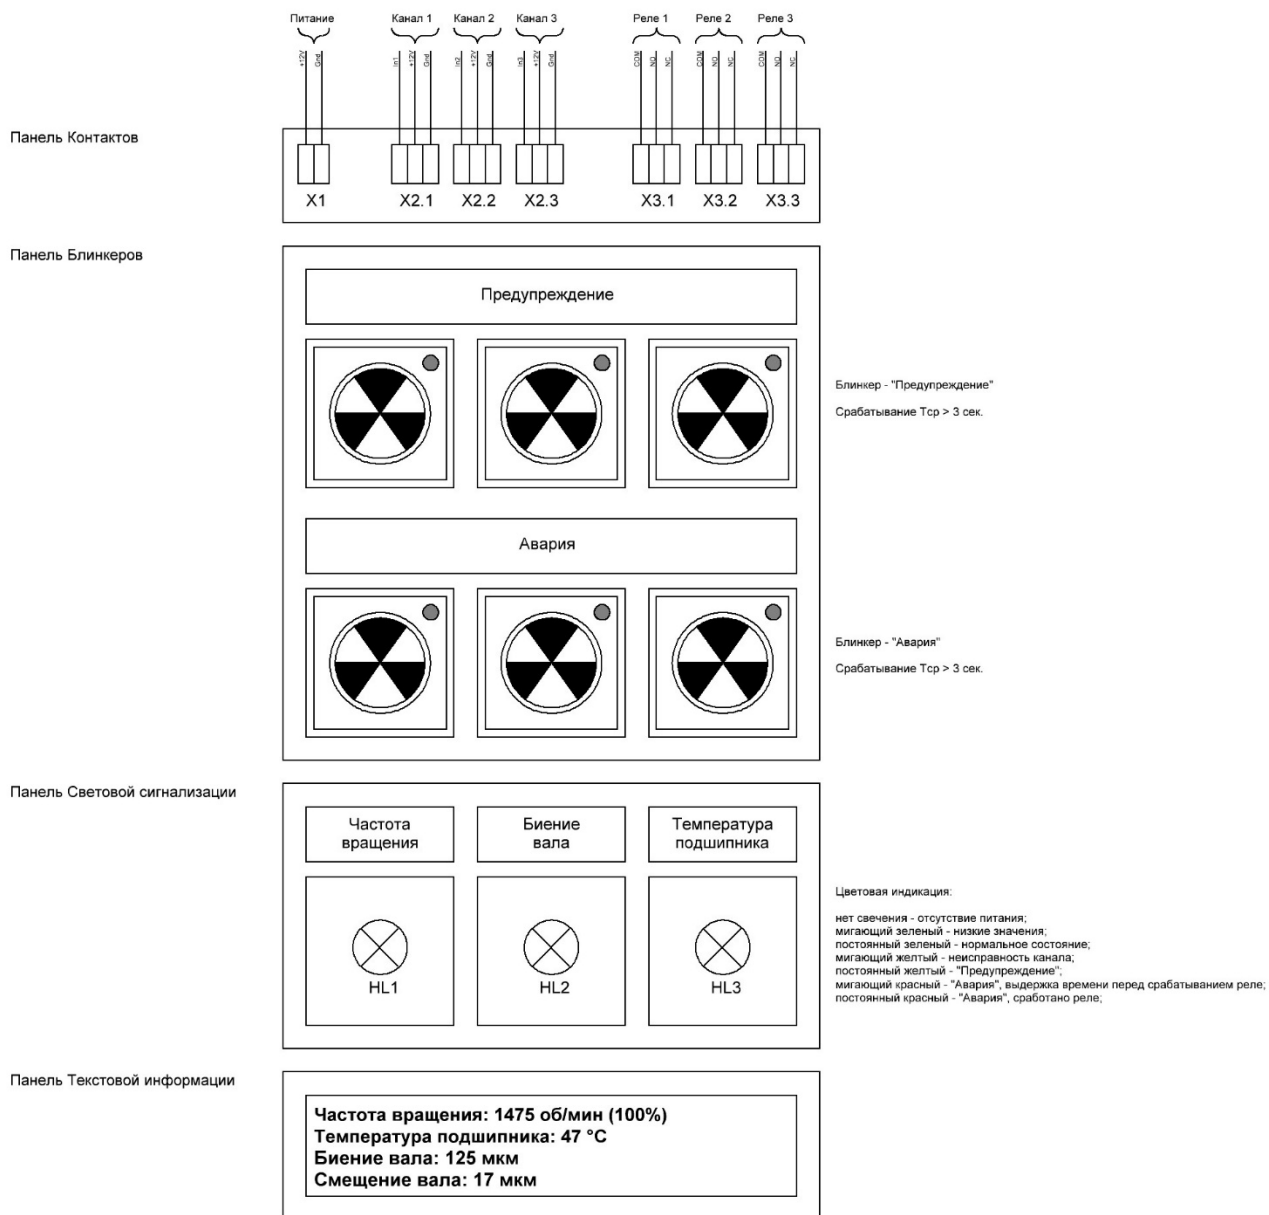 Питание Канал 1 Канал 2 Канал 3 Реле 1 Реле 2 Реле 3
+12V Gnd In1 +12V Gnd In2 +12V Gnd In3 +12V Gnd COM NO NC COM NO NC COM NO NC
Панель Контактов
X1 X2.1 X2.2 X2.3 X3.1 X3.2 X3.3
Панель Блинкеров
Предупреждение
Блинкер - "Предупреждение"
Срабатывание Тср > 3 сек.
Авария
Блинкер - "Авария"
Срабатывание Тср > 3 сек.
Панель Световой сигнализации
Частота вращения
Биение вала
Температура подшипника
HL1 HL2 HL3
Цветовая индикация:
нет свечения - отсутствие питания;
мигающий зеленый - низкие значения;
постоянный зеленый - нормальное состояние;
мигающий желтый - неисправность канала;
постоянный желтый - "Предупреждение";
мигающий красный - "Авария", выдержка времени перед срабатыванием реле;
постоянный красный - "Авария", сработано реле;
Панель Текстовой информации
Частота вращения: 1475 об/мин (100%)
Температура подшипника: 47 °C
Биение вала: 125 мкм
Смещение вала: 17 мкм